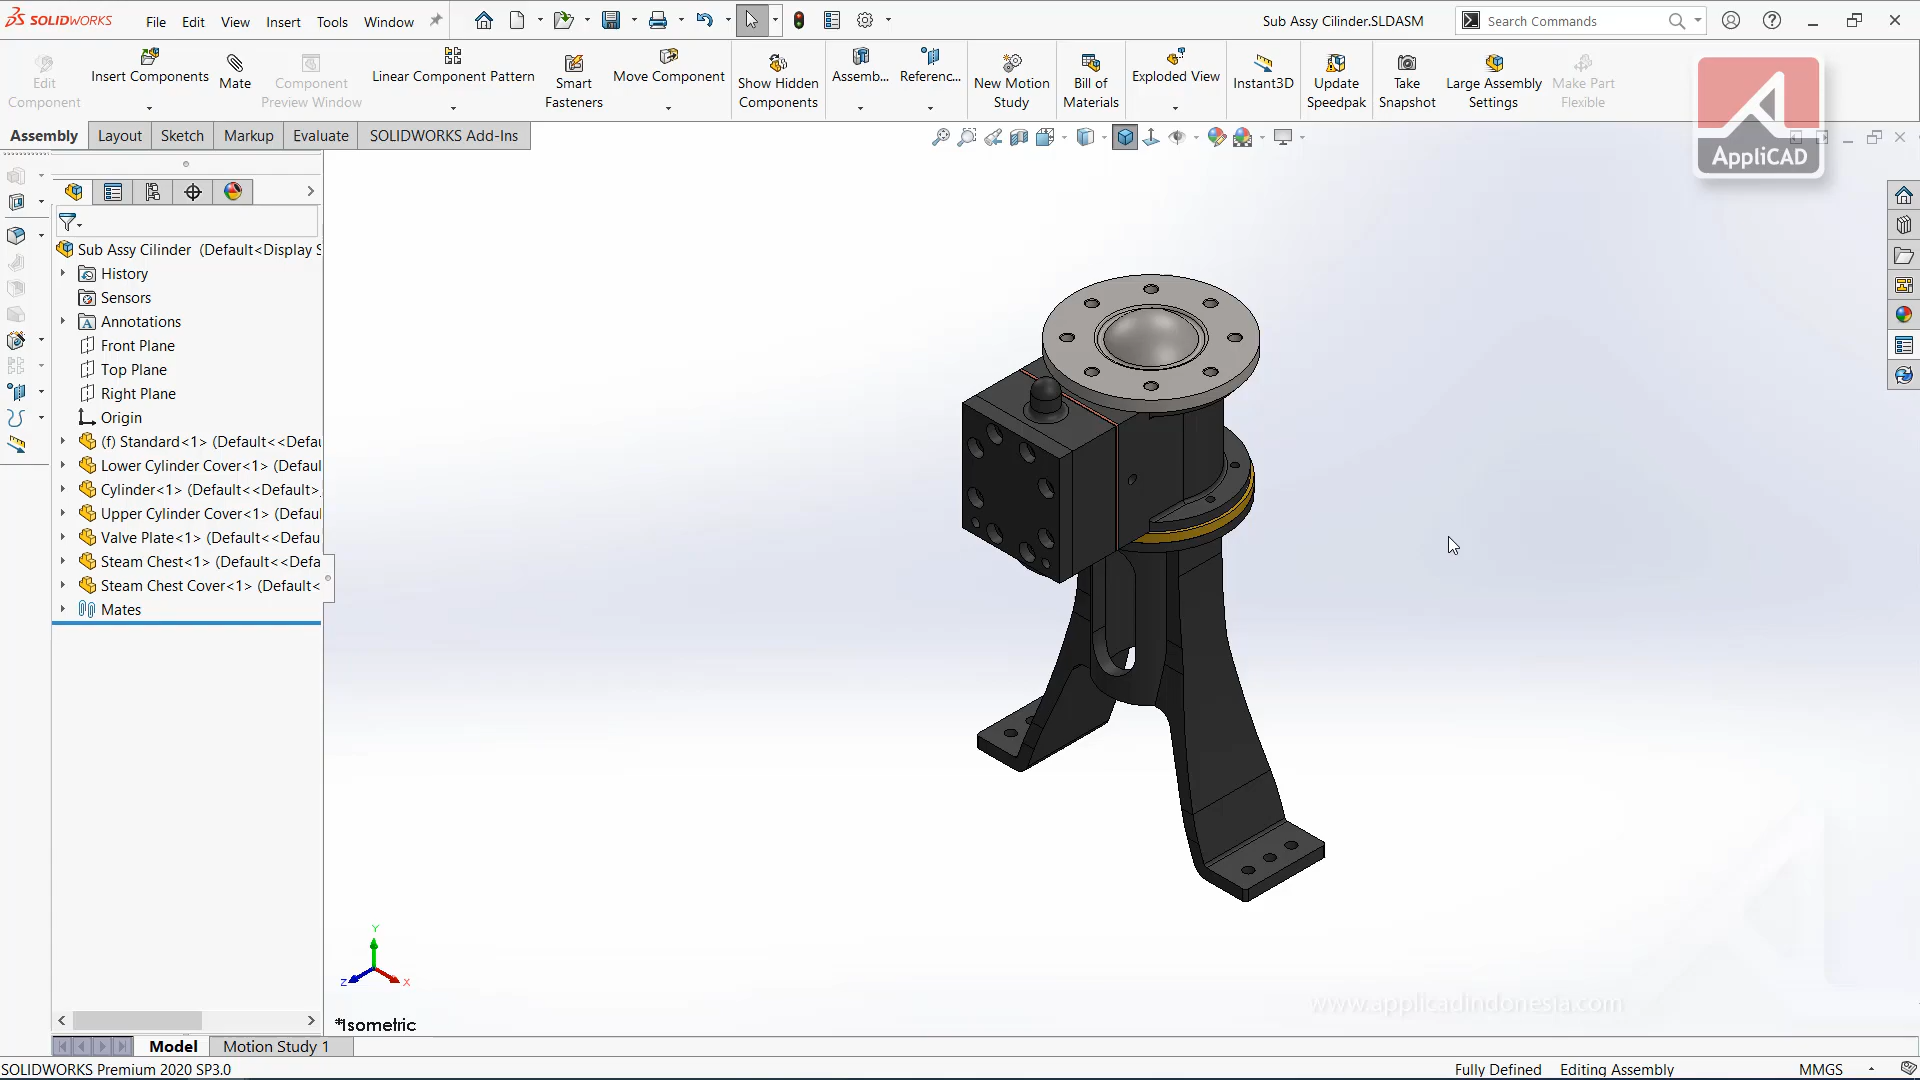 SOLIDWORKS File Edit View Insert Tools Window Sub Assy Cilinder.SLDASM Search Commands
Edit Component
Insert Components
Mate
Component Preview Window
Linear Component Pattern
Smart Fasteners
Move Component
Show Hidden Components
Assemb...
Referenc...
New Motion Study
Bill of Materials
Exploded View
Instant3D
Update Speedpak
Take Snapshot
Large Assembly Settings
Make Part Flexible
AppliCAD
Assembly Layout Sketch Markup Evaluate SOLIDWORKS Add-Ins
Sub Assy Cilinder (Default<Display S
History
Sensors
Annotations
Front Plane
Top Plane
Right Plane
Origin
(f) Standard<1> (Default<<Defau
Lower Cylinder Cover<1> (Defaul
Cylinder<1> (Default<<Default>
Upper Cylinder Cover<1> (Defaul
Valve Plate<1> (Default<<Defau
Steam Chest<1> (Default<<Defa
Steam Chest Cover<1> (Default<
Mates
Y
Z X
www.applicadindonesia.com
*Isometric
Model Motion Study 1
SOLIDWORKS Premium 2020 SP3.0 Fully Defined Editing Assembly MMGS